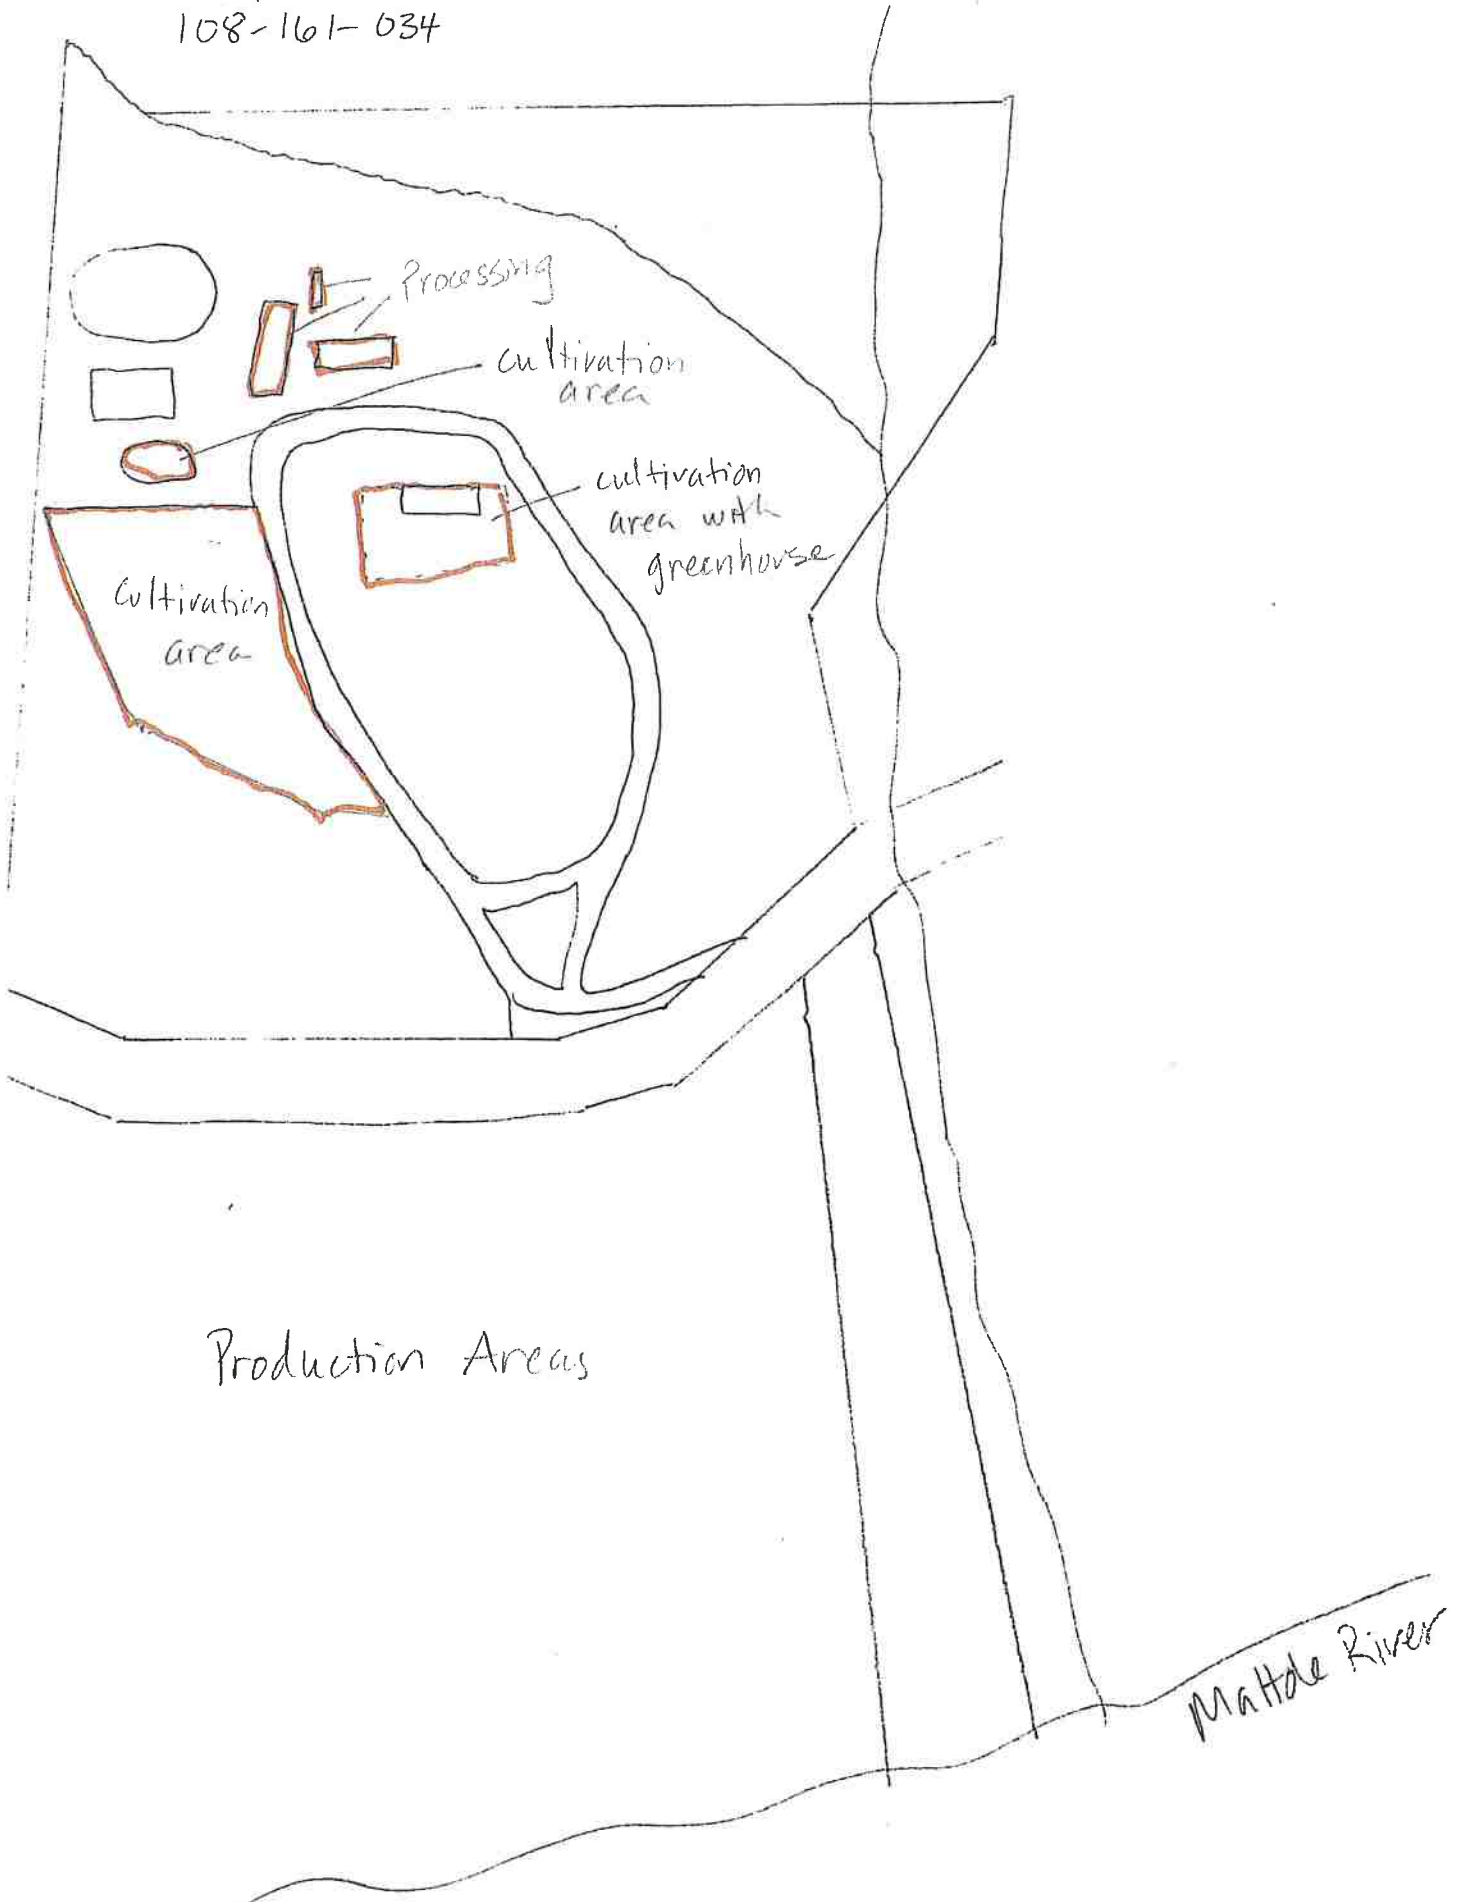 108-161-034
Processing
cultivation
area
cultivation
area with
greenhouse
Cultivation
area
Production Areas
Mattole River